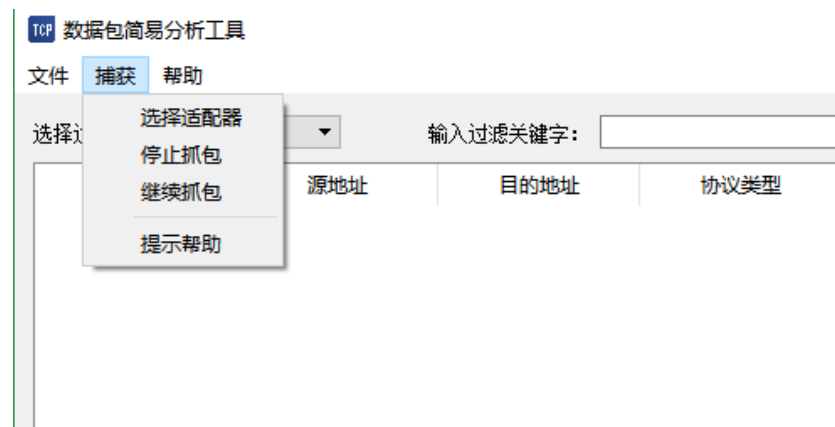 TCP 数据包简易分析工具
文件 捕获 帮助
选择适配器
停止抓包
继续抓包
提示帮助
选择 输入过滤关键字：
源地址 目的地址 协议类型